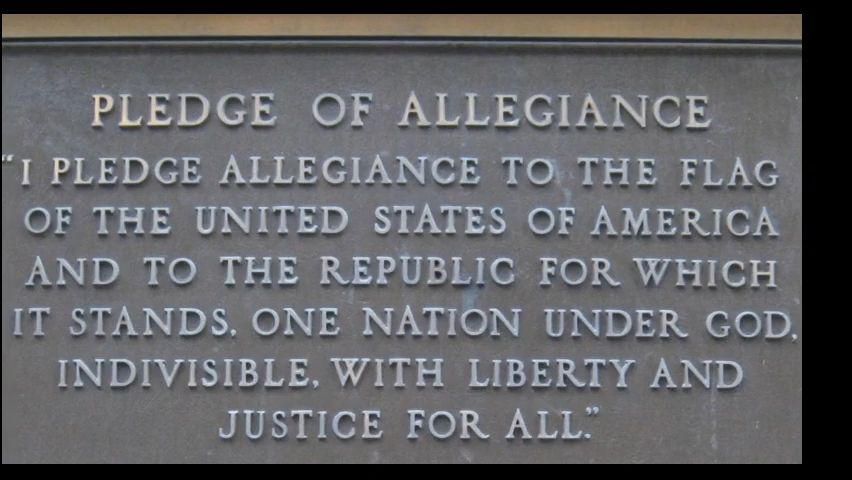 PLEDGE OF ALLEGIANCE
“I PLEDGE ALLEGIANCE TO THE FLAG
OF THE UNITED STATES OF AMERICA
AND TO THE REPUBLIC FOR WHICH
IT STANDS, ONE NATION UNDER GOD,
INDIVISIBLE, WITH LIBERTY AND
JUSTICE FOR ALL.”